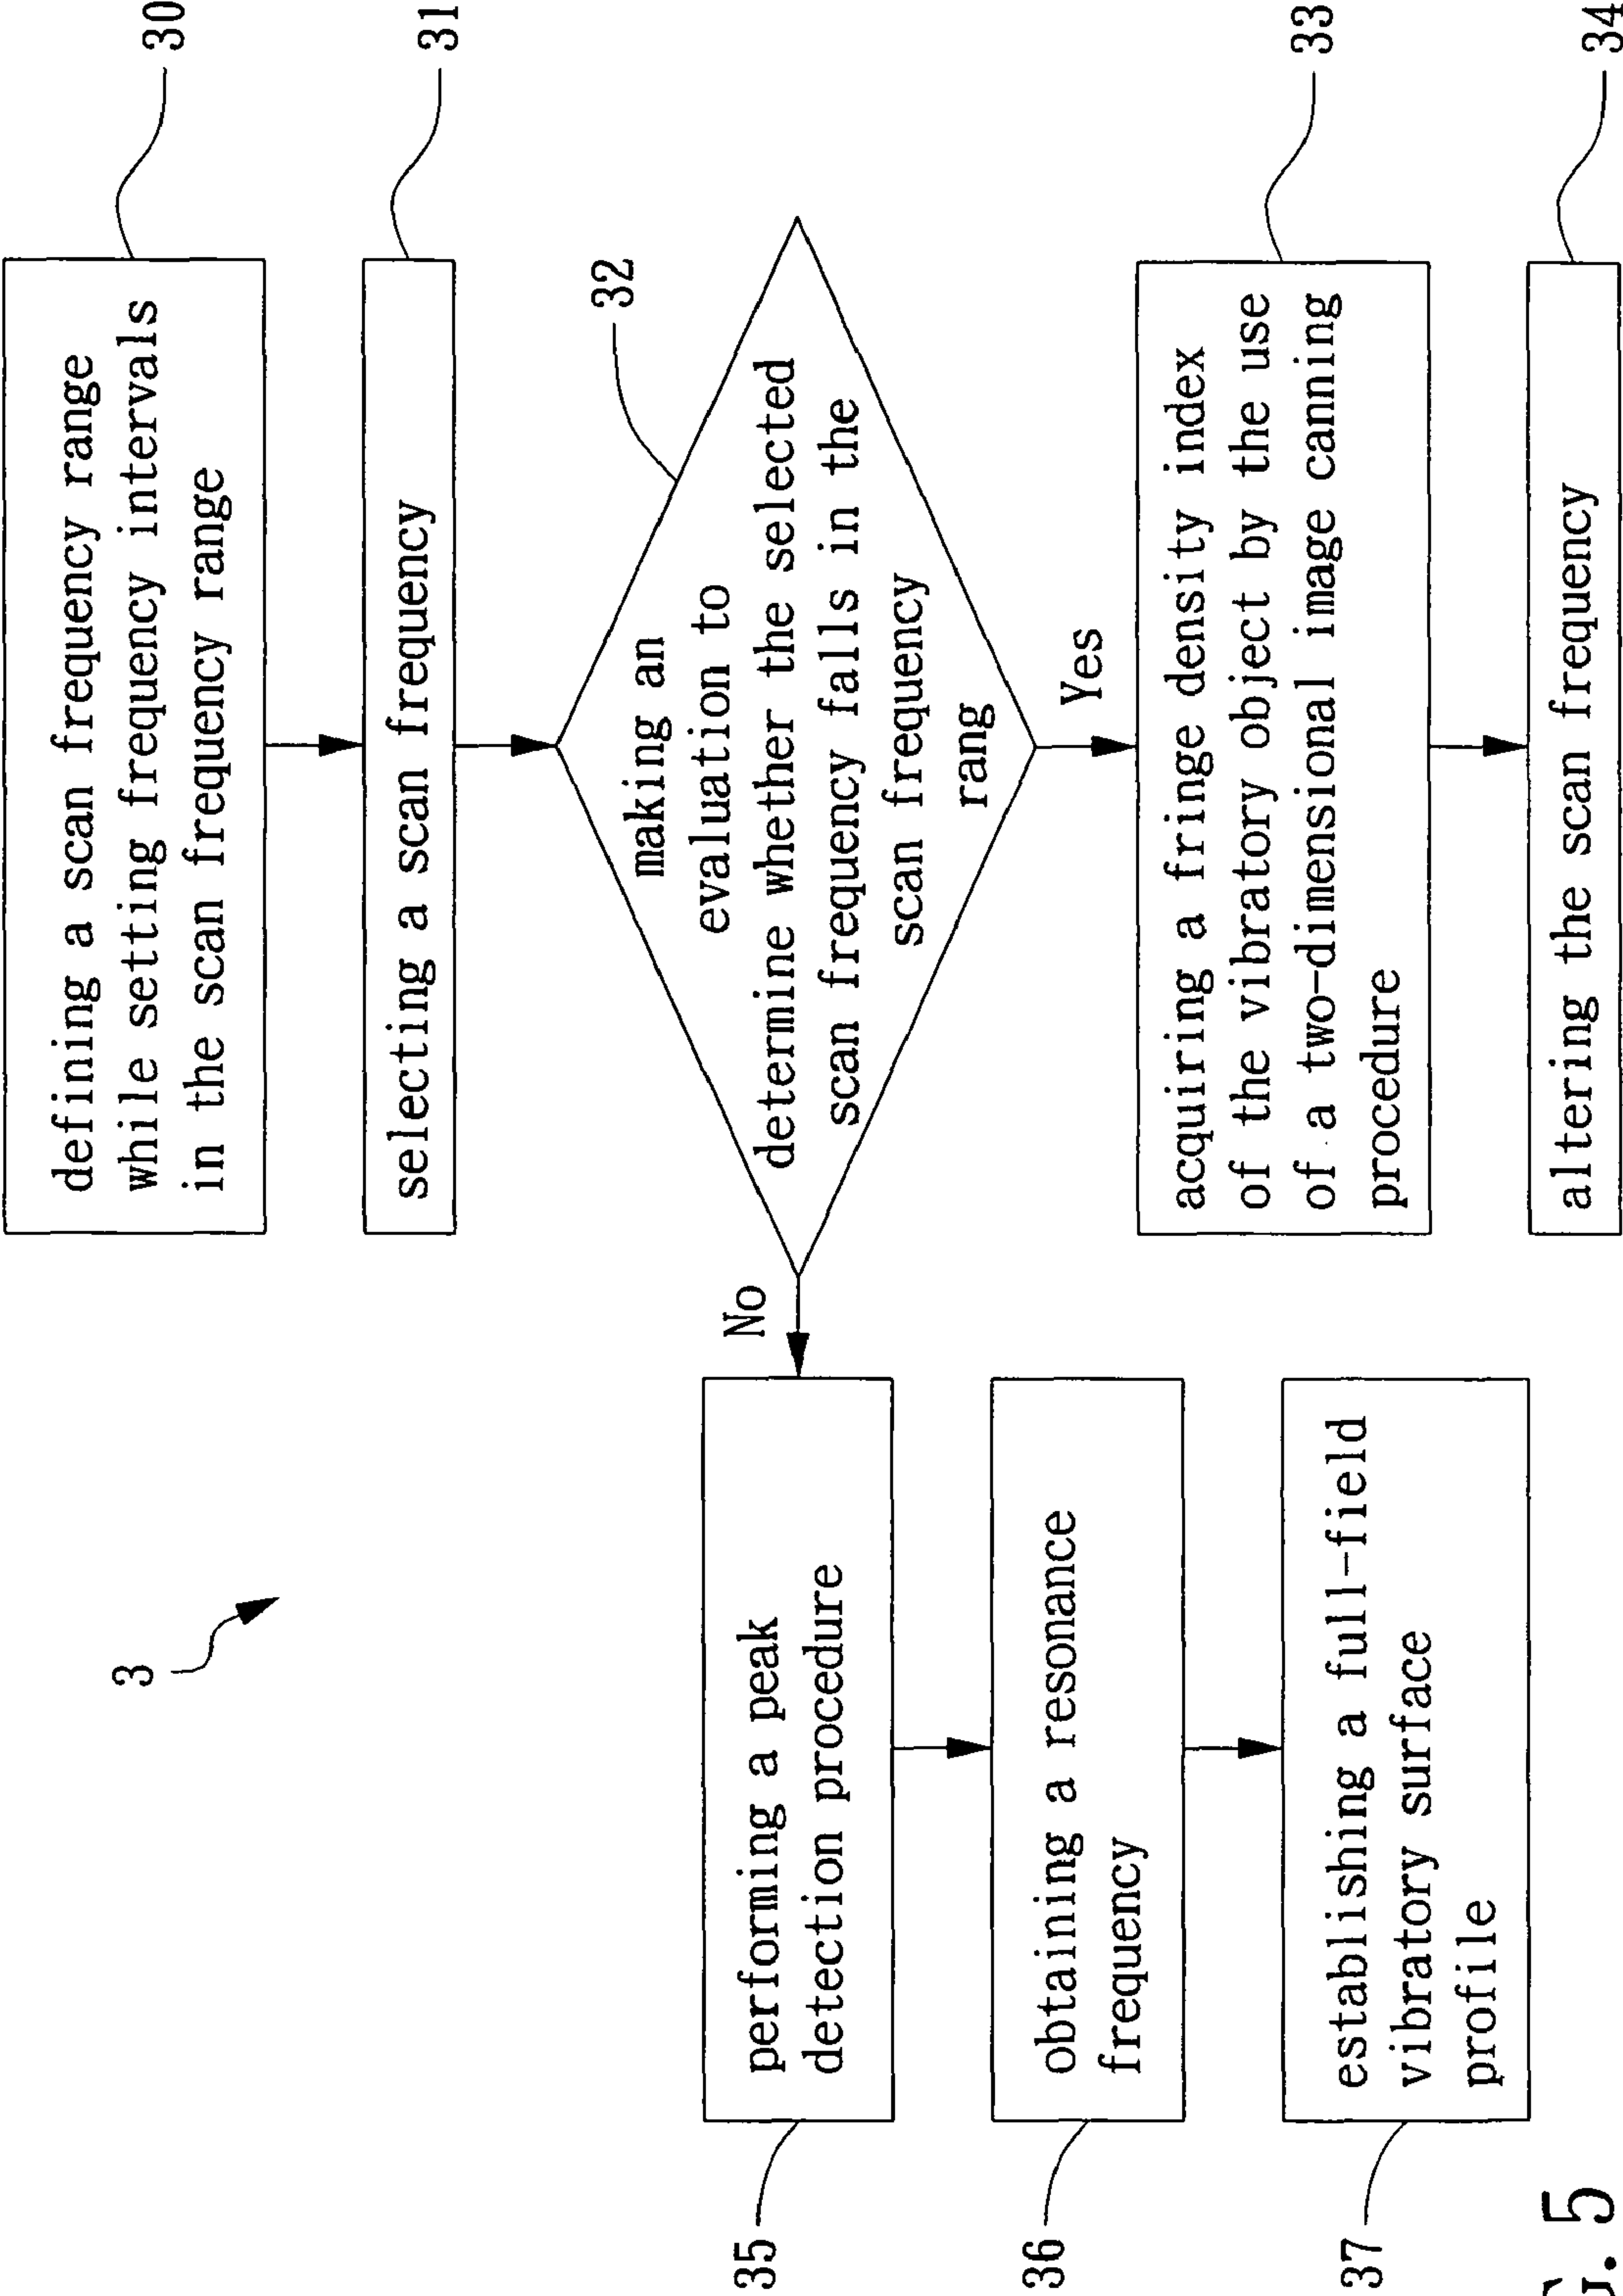 3
defining a scan frequency range
while setting frequency intervals
in the scan frequency range
30
selecting a scan frequency
31
making an
evaluation to
determine whether the selected
scan frequency falls in the
scan frequency
rang
32
Yes
No
acquiring a fringe density index
of the vibratory object by the use
of a two-dimensional image canning
procedure
33
altering the scan frequency
34
performing a peak
detection procedure
35
obtaining a resonance
frequency
36
establishing a full-field
vibratory surface
profile
37
5